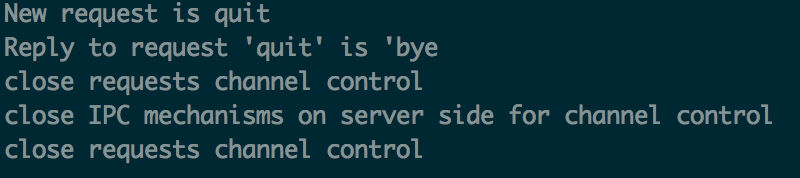 New request is quit
Reply to request 'quit' is 'bye
close requests channel control
close IPC mechanisms on server side for channel control
close requests channel control